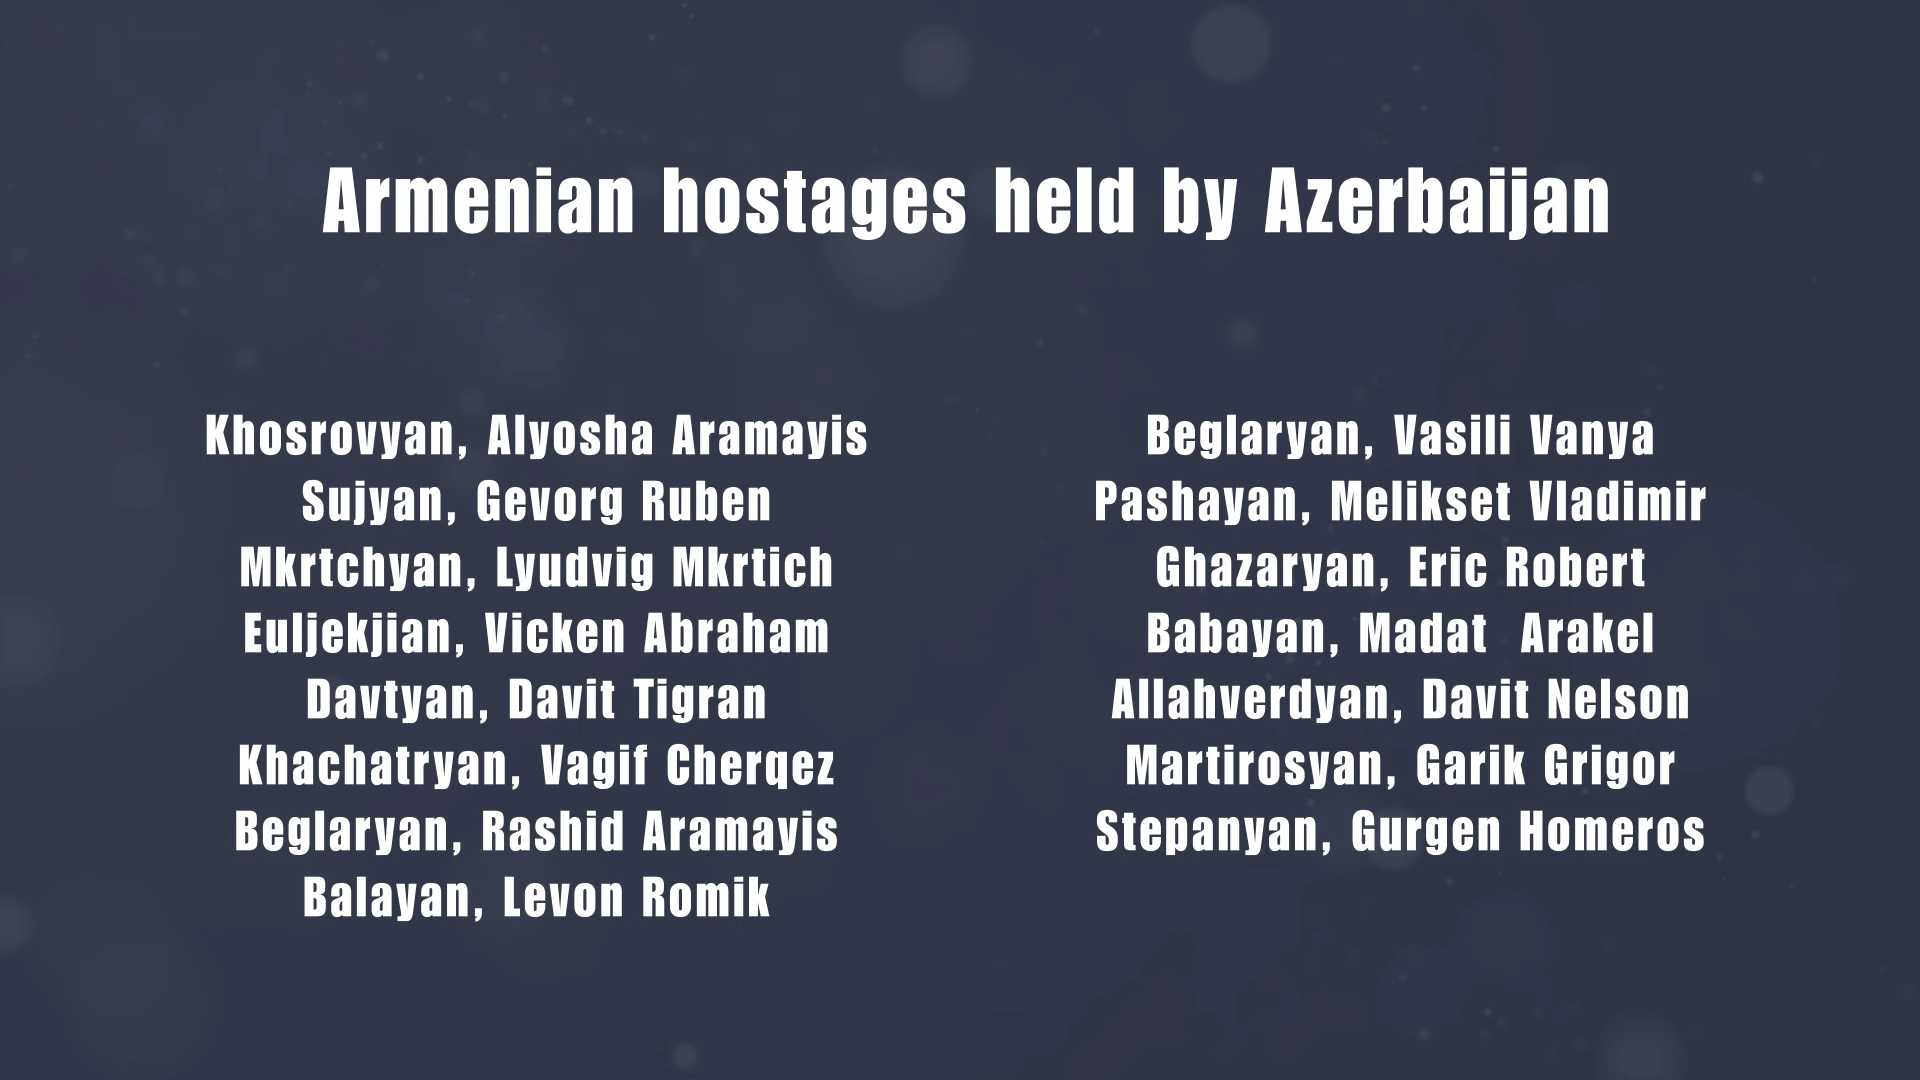 Armenian hostages held by Azerbaijan
Khosrovyan, Alyosha Aramayis
Sujyan, Gevorg Ruben
Mkrtchyan, Lyudvig Mkrtich
Euljekjian, Vicken Abraham
Davtyan, Davit Tigran
Khachatryan, Vagif Cherqez
Beglaryan, Rashid Aramayis
Balayan, Levon Romik
Beglaryan, Vasili Vanya
Pashayan, Melikset Vladimir
Ghazaryan, Eric Robert
Babayan, Madat  Arakel
Allahverdyan, Davit Nelson
Martirosyan, Garik Grigor
Stepanyan, Gurgen Homeros